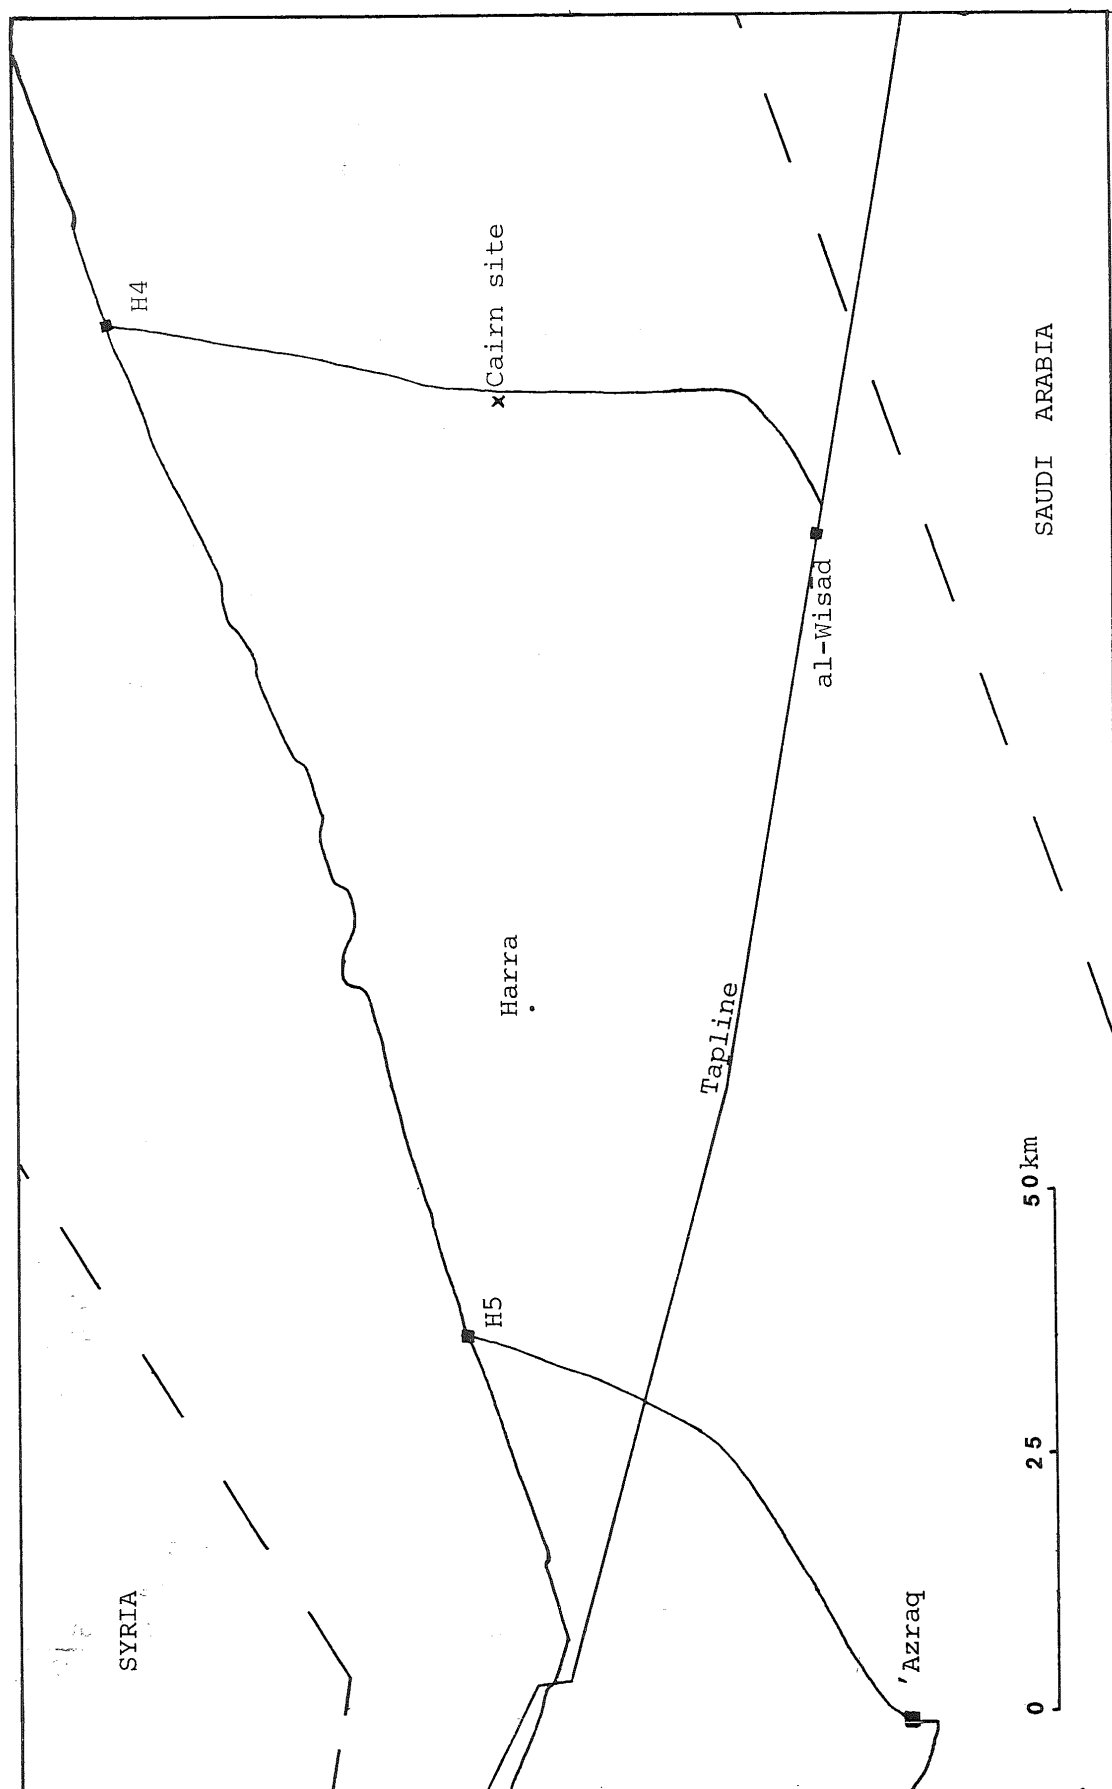 SYRIA
H4
Cairn site
Harra
H5
al-Wisad
Tapline
SAUDI ARABIA
'Azraq
0 25 50km